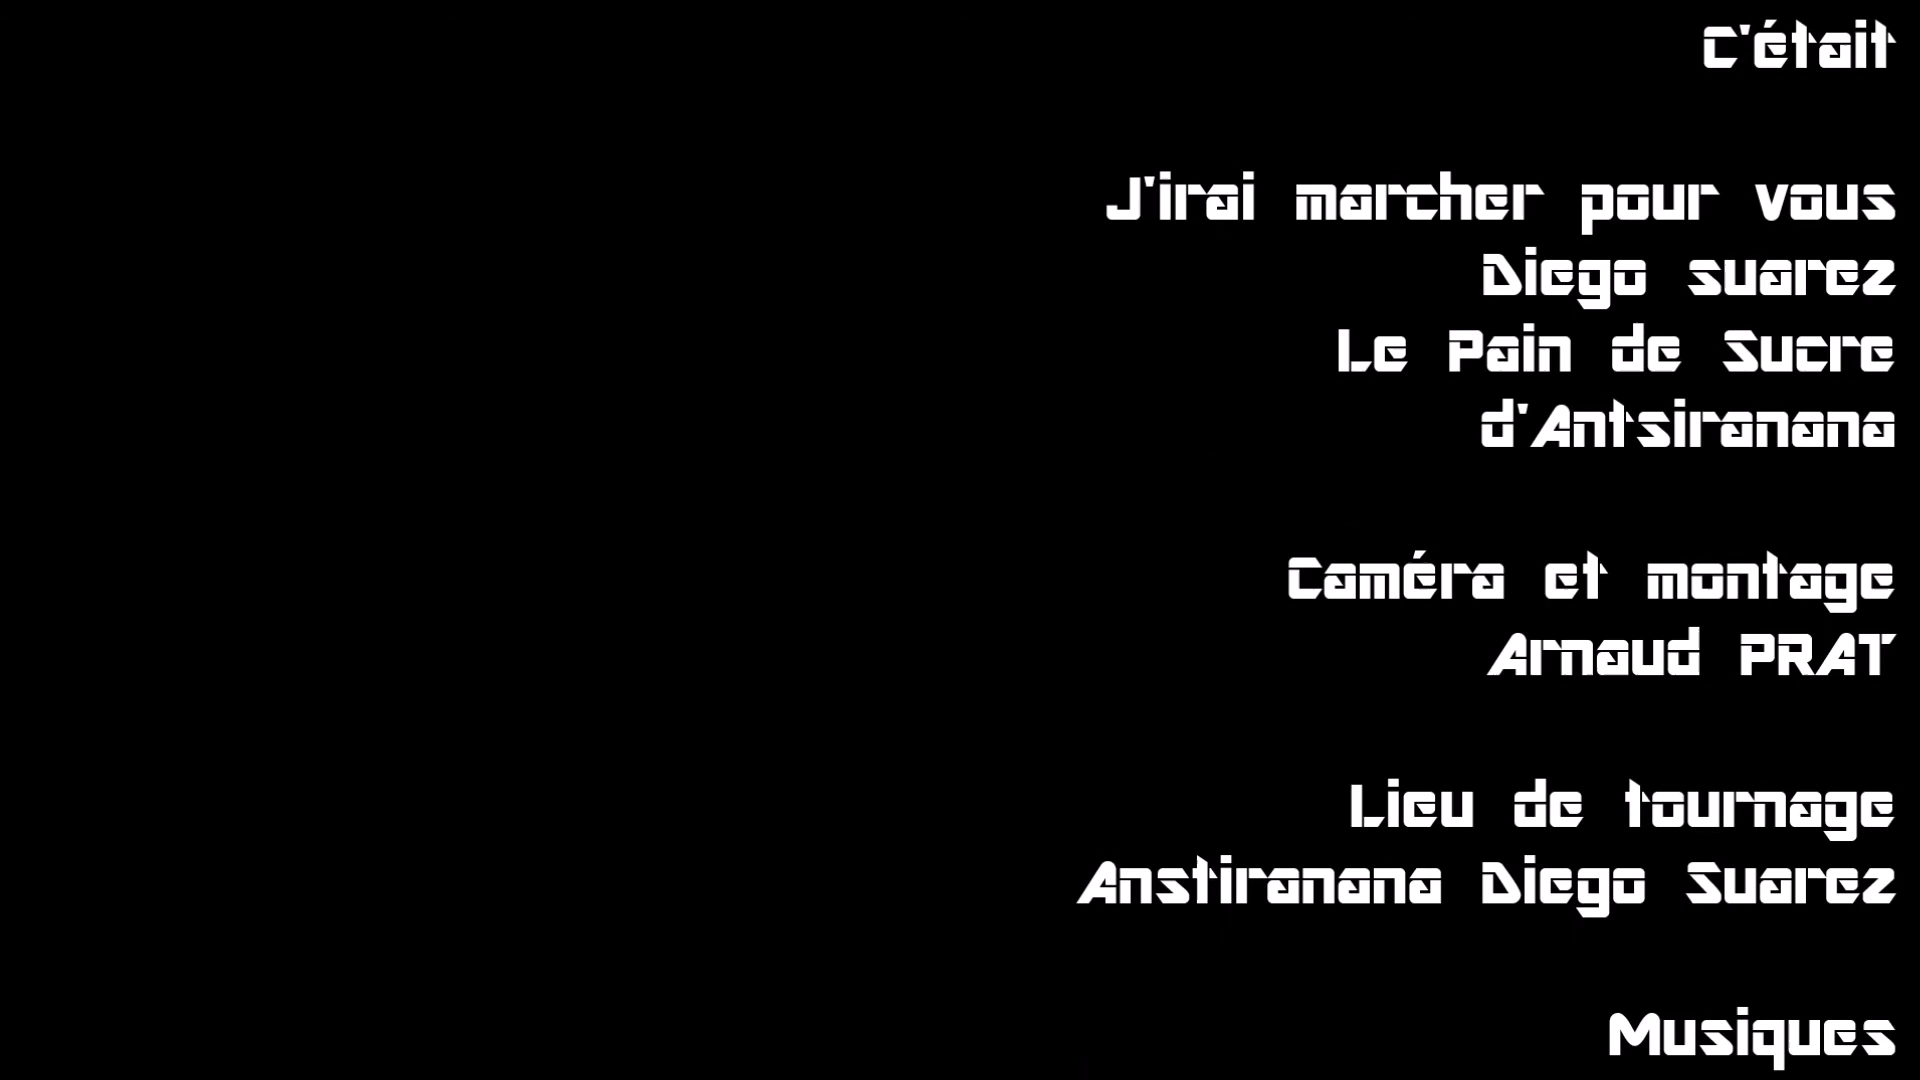 C'était
J'irai marcher pour vous
Diego suarez
Le Pain de Sucre
d'Antsiranana
Caméra et montage
Arnaud PRAT
Lieu de tournage
Anstiranana Diego Suarez
Musiques